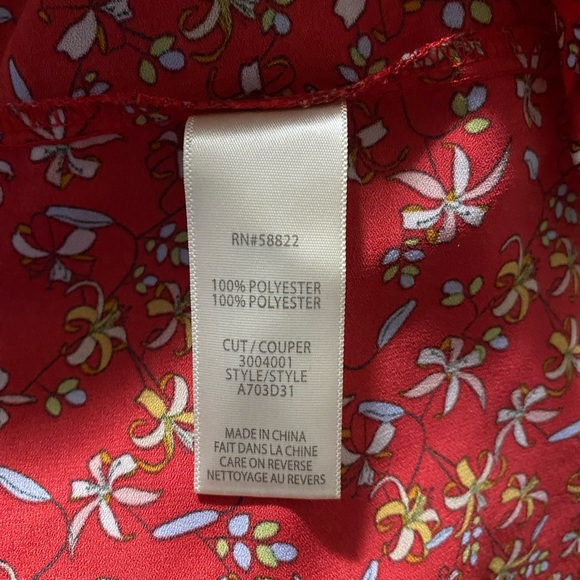 RN#58822
100% POLYESTER
100% POLYESTER
CUT / COUPER
3004001
STYLE/STYLE
A703D31
MADE IN CHINA
FAIT DANS LA CHINE
CARE ON REVERSE
NETTOYAGE AU REVERS